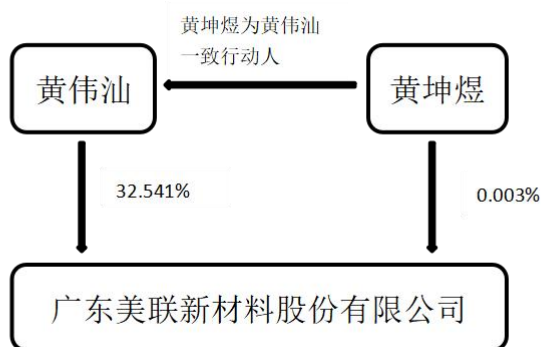 黄坤煜为黄伟汕
一致行动人
黄伟汕
黄坤煜
32.541%
0.003%
广东美联新材料股份有限公司